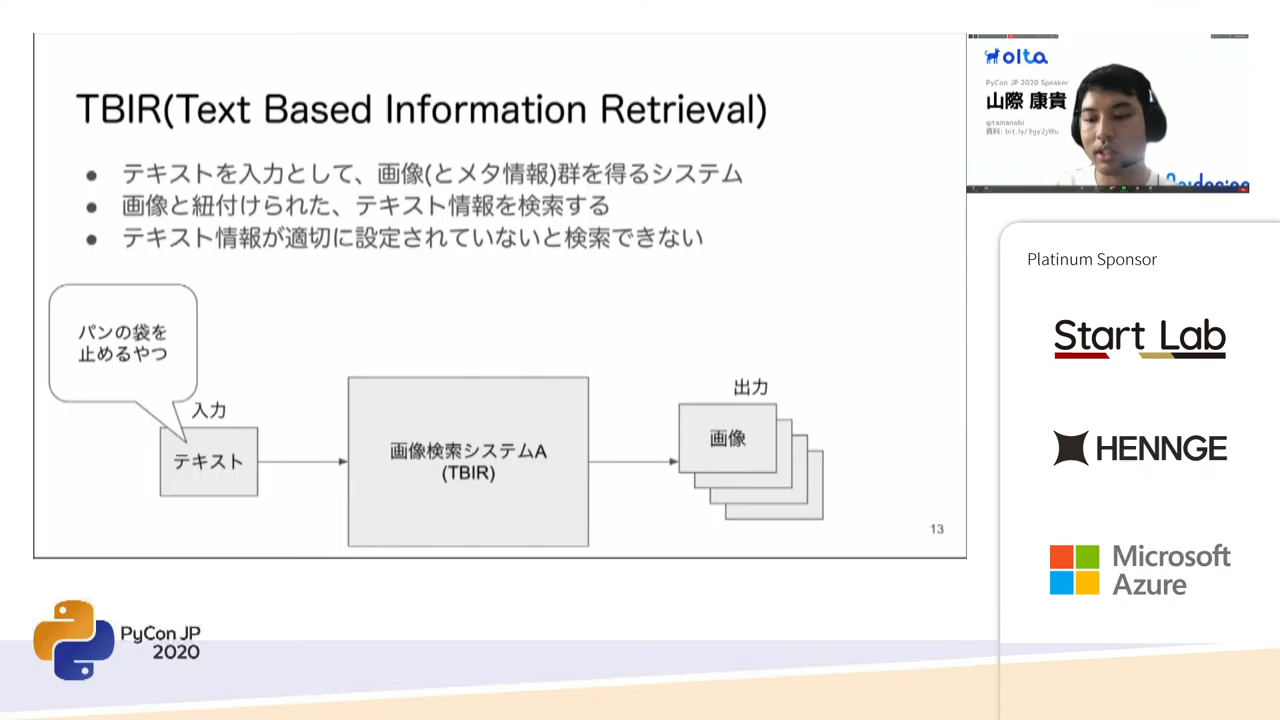 TBIR(Text Based Information Retrieval)
テキストを入力として、画像(とメタ情報)群を得るシステム
画像と紐付けられた、テキスト情報を検索する
テキスト情報が適切に設定されていないと検索できない
パンの袋を
止めるやつ
入力
テキスト
画像検索システムA
(TBIR)
出力
画像
13
olta
PyCon JP 2020 Speaker
山際 康貴
@tamanobi
資料: bit.ly/3gy2jWu
Platinum Sponsor
Start Lab
HENNGE
Microsoft
Azure
PyCon JP
2020